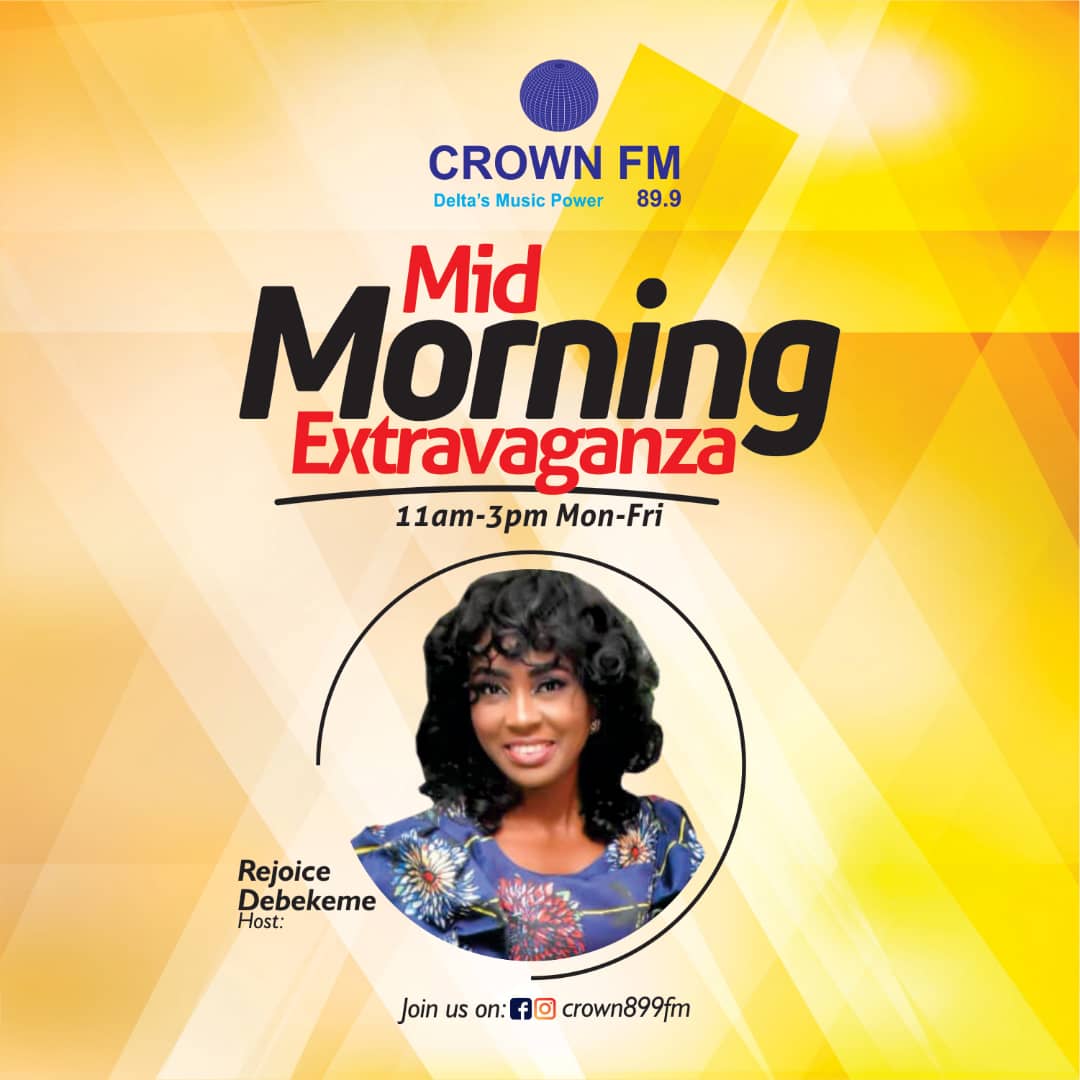 CROWN FM
Delta's Music Power 89.9
Mid
Morning
Extravaganza
11am-3pm Mon-Fri
Rejoice
Debekeme
Host:
Join us on: crown899fm